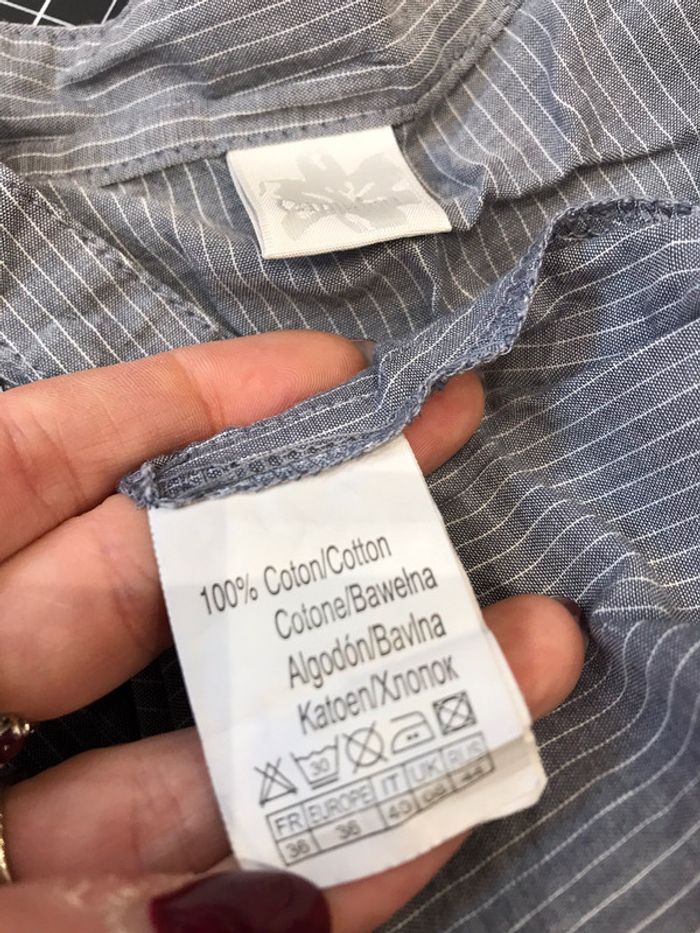 100% Coton/Cotton
Cotone/Bawełna
Algodón/Bavlna
Katoen/Хлопок
30
FR EUROPE IT UK RUS
36 36 40 08 44